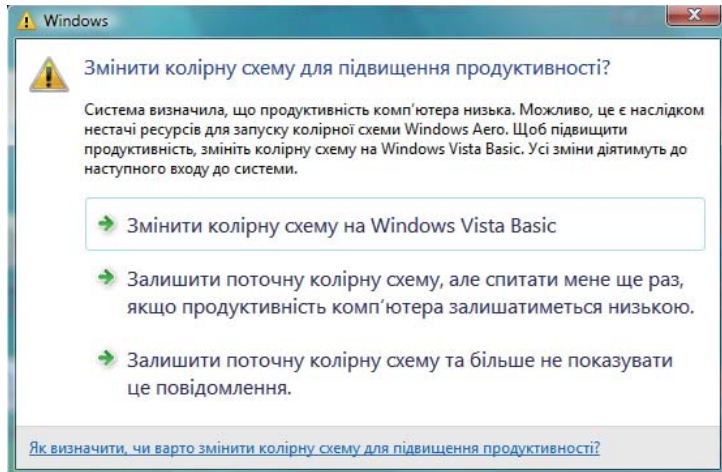 Windows
Змінити колірну схему для підвищення продуктивності?
Система визначила, що продуктивність комп'ютера низька. Можливо, це є наслідком
нестачі ресурсів для запуску колірної схеми Windows Aero. Щоб підвищити
продуктивність, змініть колірну схему на Windows Vista Basic. Усі зміни діятимуть до
наступного входу до системи.
Змінити колірну схему на Windows Vista Basic
Залишити поточну колірну схему, але спитати мене ще раз,
якщо продуктивність комп'ютера залишатиметься низькою.
Залишити поточну колірну схему та більше не показувати
це повідомлення.
Як визначити, чи варто змінити колірну схему для підвищення продуктивності?